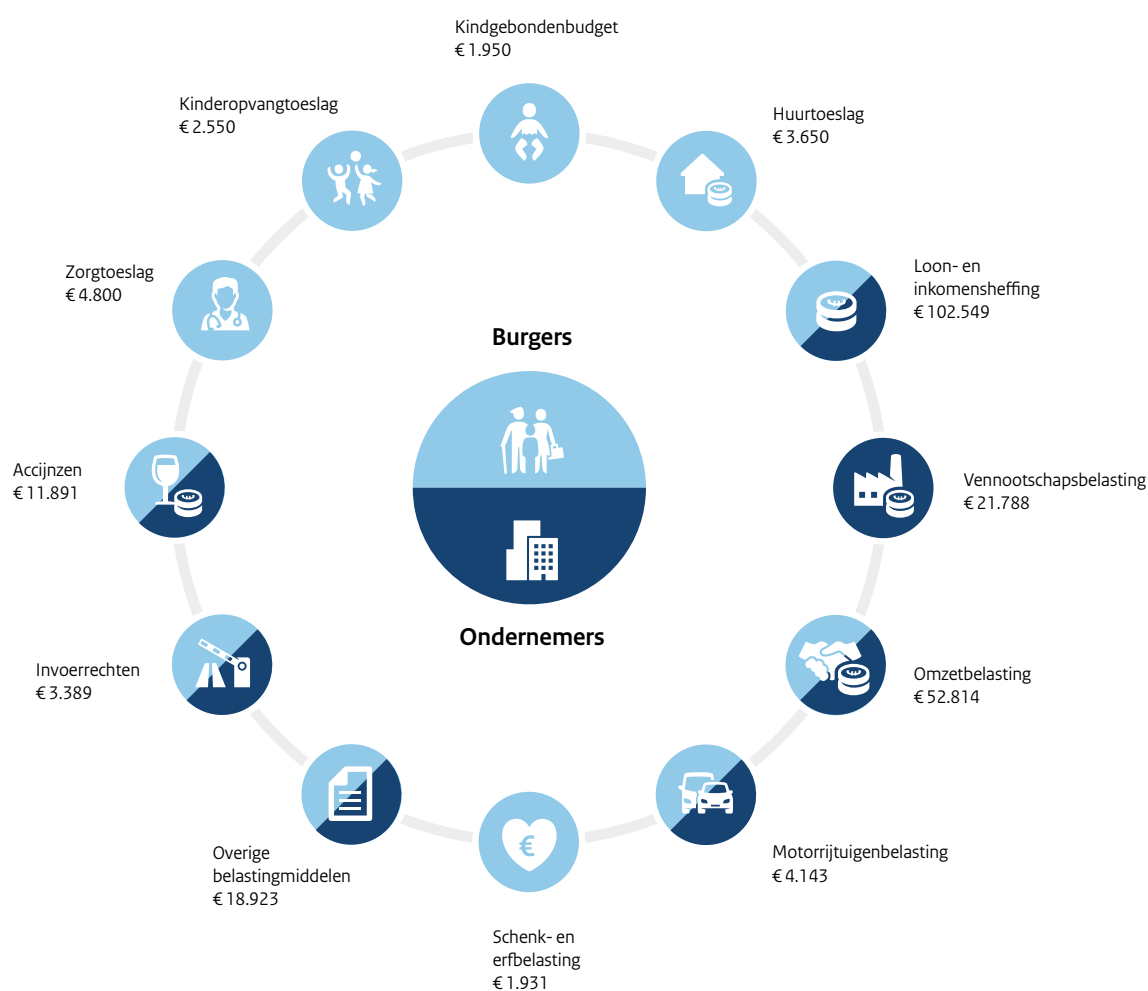 Kindgebondenbudget
€ 1.950
Kinderopvangtoeslag
€ 2.550
Huurtoeslag
€ 3.650
Zorgtoeslag
€ 4.800
Loon- en
inkomensheffing
€ 102.549
Burgers
Accijnzen
€ 11.891
Vennootschapsbelasting
€ 21.788
Ondernemers
Invoerrechten
€ 3.389
Omzetbelasting
€ 52.814
Overige
belastingmiddelen
€ 18.923
€
Motorrijtuigenbelasting
€ 4.143
Schenk- en
erfbelasting
€ 1.931